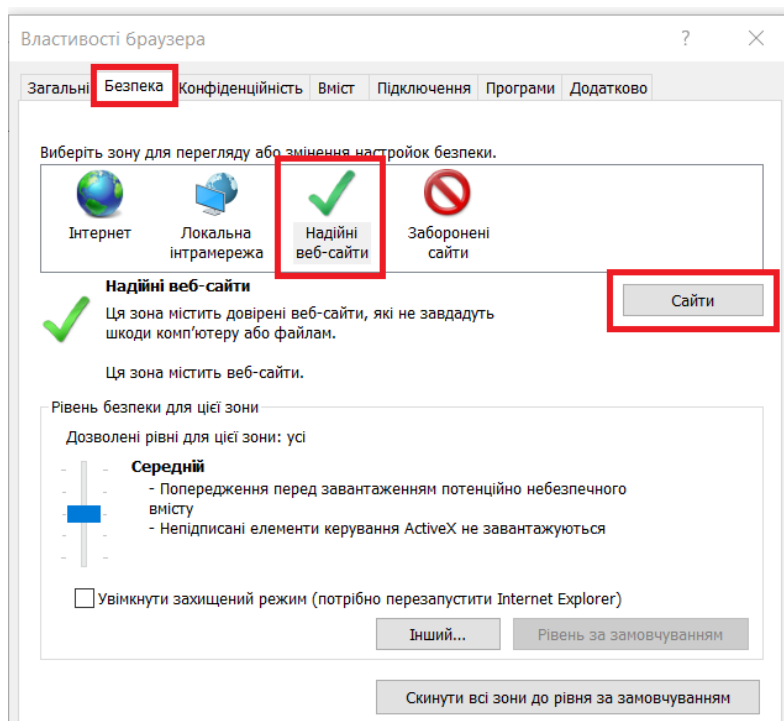 Властивості браузера ?
Загальні Безпека Конфіденційність Вміст Підключення Програми Додатково
Виберіть зону для перегляду або змінення настройок безпеки.
Інтернет Локальна інтрамережа Надійні веб-сайти Заборонені сайти
Надійні веб-сайти
Сайти
Ця зона містить довірені веб-сайти, які не завдадуть
шкоди комп’ютеру або файлам.
Ця зона містить веб-сайти.
Рівень безпеки для цієї зони
Дозволені рівні для цієї зони: усі
Середній
- Попередження перед завантаженням потенційно небезпечного
вмісту
- Непідписані елементи керування ActiveX не завантажуються
Увімкнути захищений режим (потрібно перезапустити Internet Explorer)
Інший... Рівень за замовчуванням
Скинути всі зони до рівня за замовчуванням